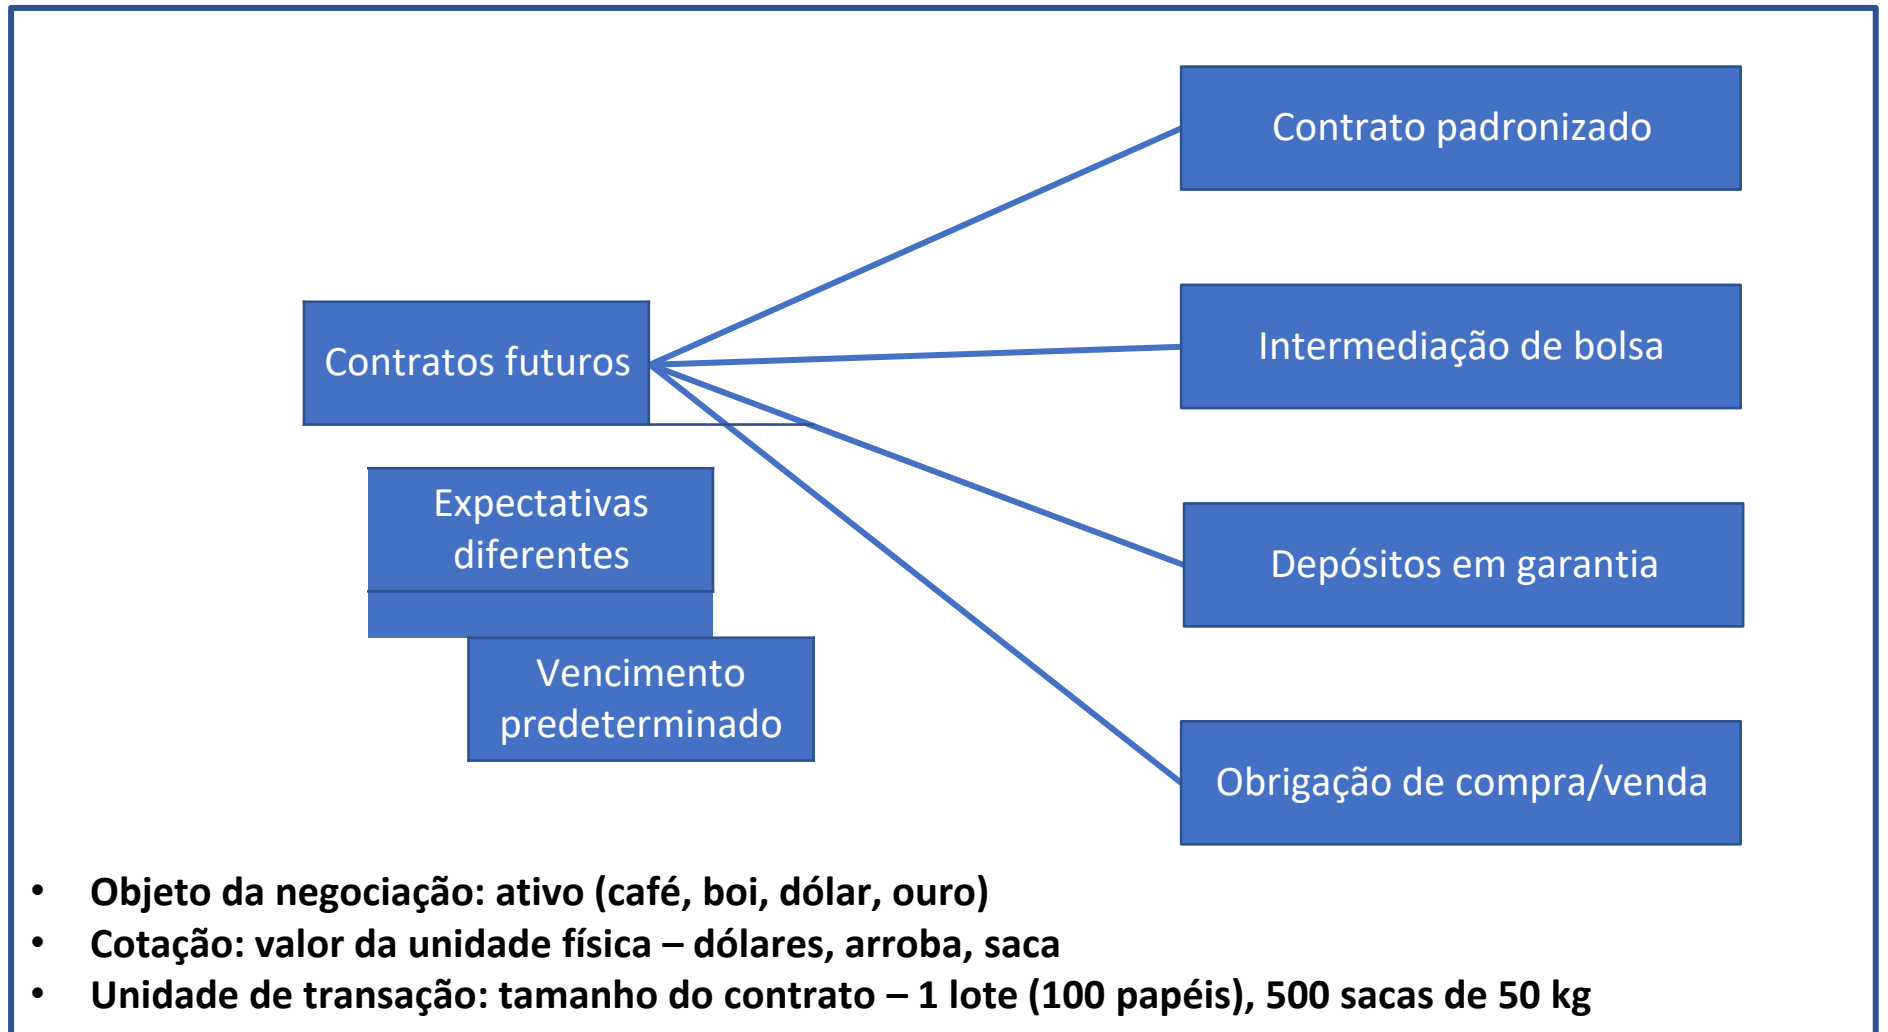 Contrato padronizado
Intermediação de bolsa
Contratos futuros
Expectativas
diferentes
Depósitos em garantia
Vencimento
predeterminado
Obrigação de compra/venda
• Objeto da negociação: ativo (café, boi, dólar, ouro)
• Cotação: valor da unidade física – dólares, arroba, saca
• Unidade de transação: tamanho do contrato – 1 lote (100 papéis), 500 sacas de 50 kg